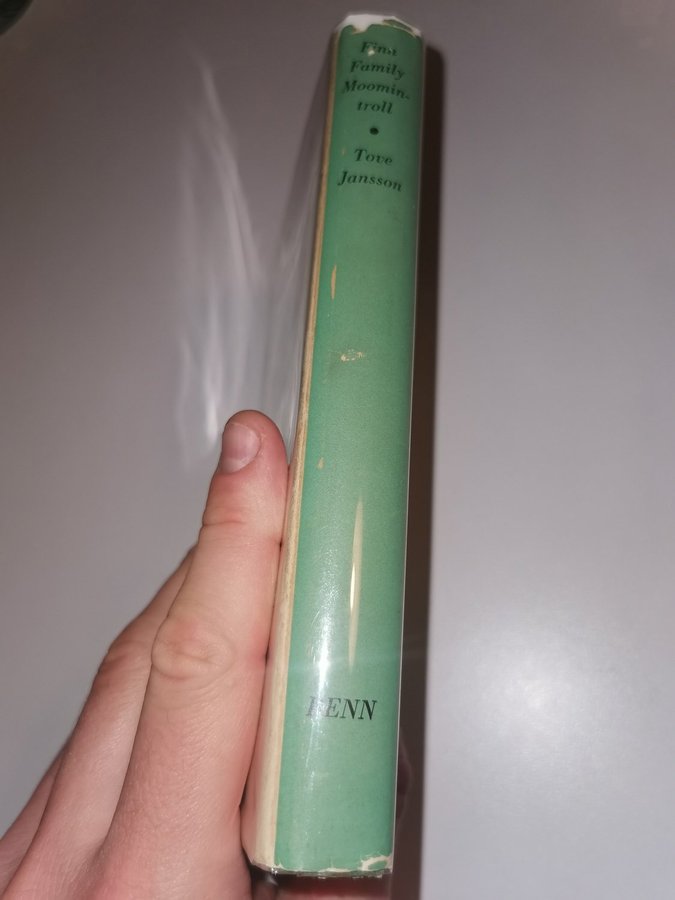 Finn
Family
Moomin-
troll
Tove
Jansson
BENN